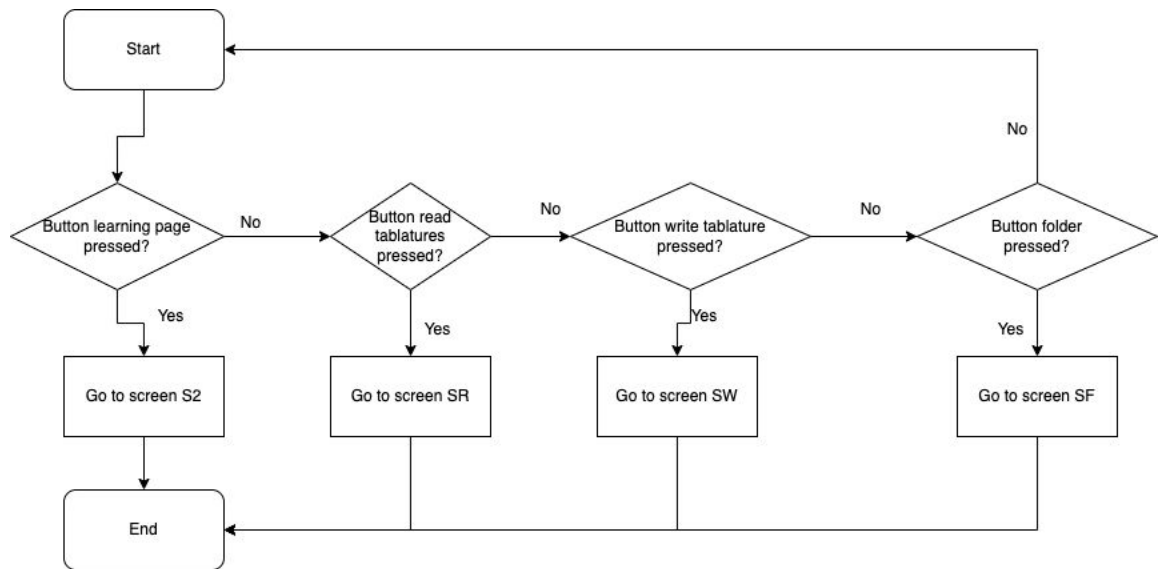 Start
No
Button learning page
pressed?
No
Button read
tablatures
pressed?
No
Button write tablature
pressed?
No
Button folder
pressed?
Yes
Yes
Yes
Yes
Go to screen S2
Go to screen SR
Go to screen SW
Go to screen SF
End